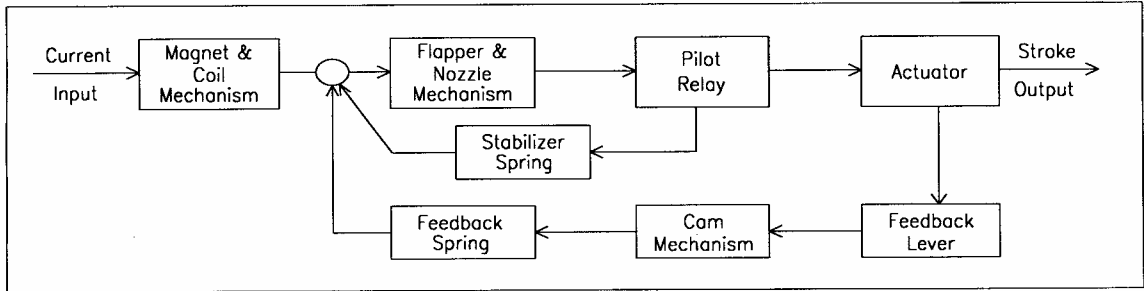 Current
Input
Magnet &
Coil
Mechanism
Flapper &
Nozzle
Mechanism
Pilot
Relay
Actuator
Stroke
Output
Stabilizer
Spring
Feedback
Spring
Cam
Mechanism
Feedback
Lever